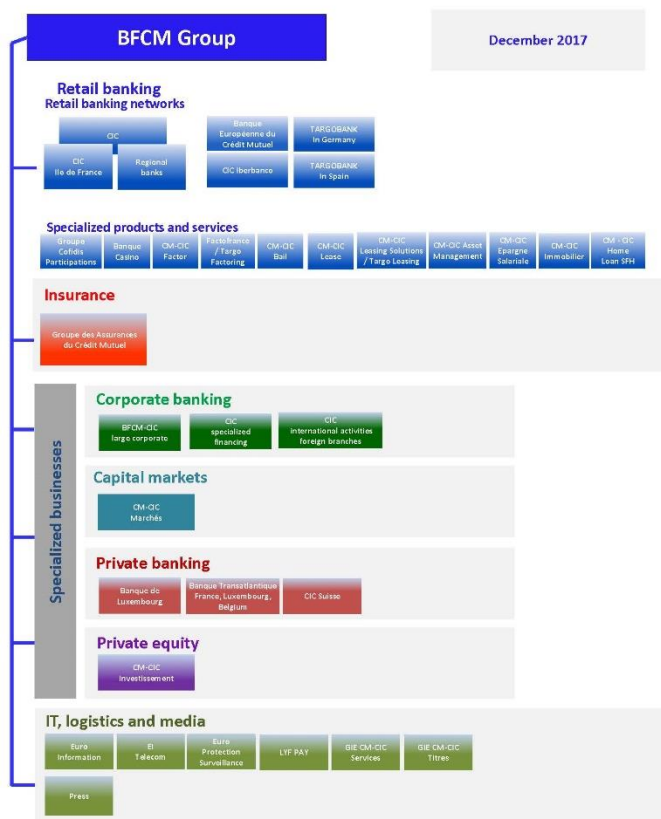 BFCM Group
December 2017
Retail banking
Retail banking networks
CIC
CIC
Ile de France
Regional
banks
Banque
Européenne du
Crédit Mutuel
TARGOBANK
In Germany
CIC Iberbanco
TARGOBANK
In Spain
Specialized products and services
Groupe
Cofidis
Participations
Banque
Casino
CM-CIC
Factor
Factofrance
/ Targo
Factoring
CM-CIC
Bail
CM-CIC
Lease
CM-CIC
Leasing Solutions
/ Targo Leasing
CM-CIC Asset
Management
CM-CIC
Epargne
Salariale
CM-CIC
Immobilier
CM - CIC
Home
Loan SFH
Insurance
Groupe des Assurances
du Crédit Mutuel
Specialized businesses
Corporate banking
BFCM-CIC
large corporate
CIC
specialized
financing
CIC
international activities
foreign branches
Capital markets
CM-CIC
Marchés
Private banking
Banque de
Luxembourg
Banque Transatlantique
France, Luxembourg,
Belgium
CIC Suisse
Private equity
CM-CIC
Investissement
IT, logistics and media
Euro
Information
EI
Telecom
Euro
Protection
Surveillance
LYF PAY
GIE CM-CIC
Services
GIE CM-CIC
Titres
Press